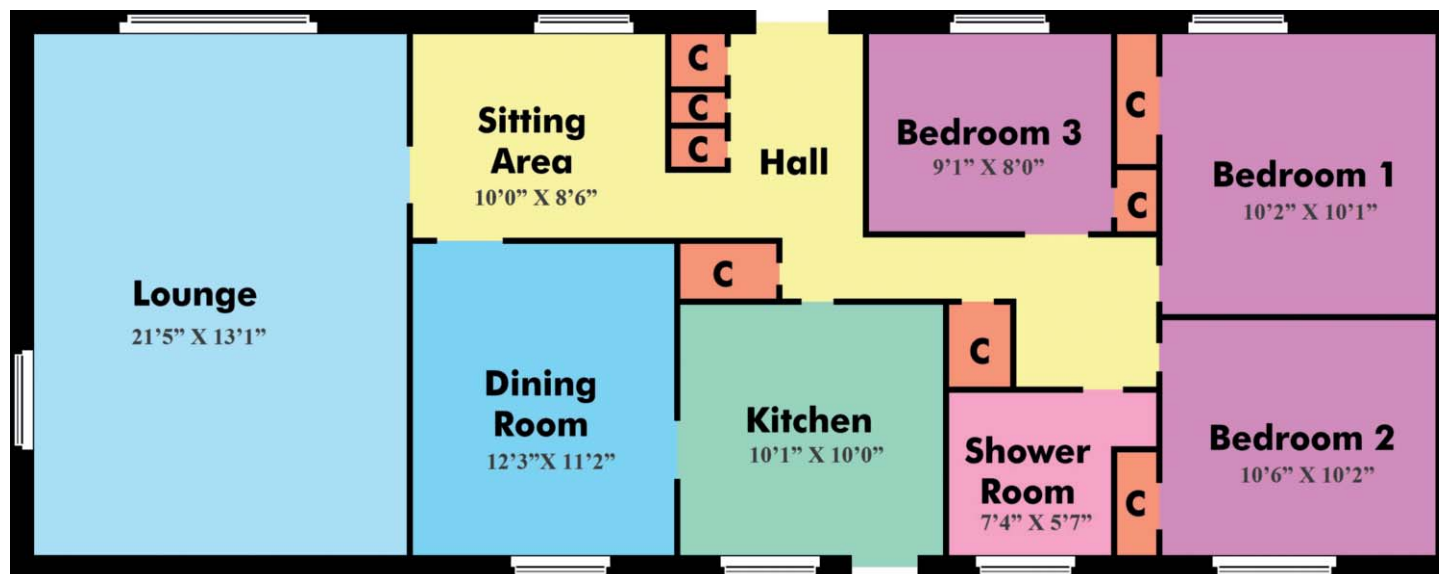 Lounge
21'5” X 13'1”
Sitting
Area
10'0” X 8'6”
C
C
C
Hall
Bedroom 3
9'1” X 8'0”
C
C
Bedroom 1
10'2” X 10'1”
Dining
Room
12'3”X 11'2”
C
Kitchen
10'1” X 10'0”
C
Shower
Room
7'4” X 5'7”
C
Bedroom 2
10'6” X 10'2”